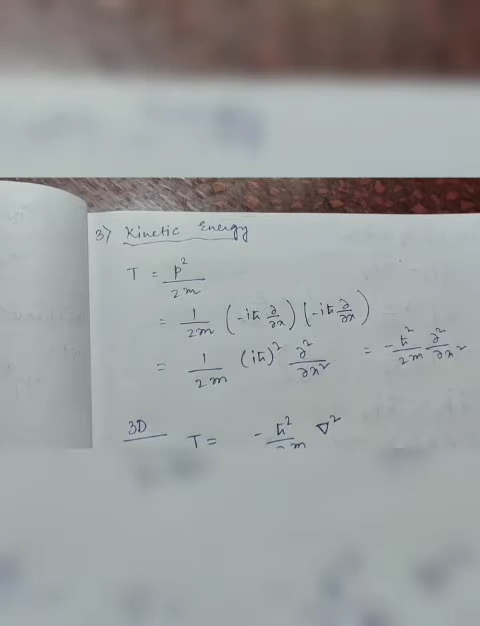 3) Kinetic Energy
T = p²/2m
= 1/2m (-iħ ∂/∂x) (-iħ ∂/∂x)
= 1/2m (iħ)² ∂²/∂x² = -ħ²/2m ∂²/∂x²
3D T = -ħ²/2m ∇²